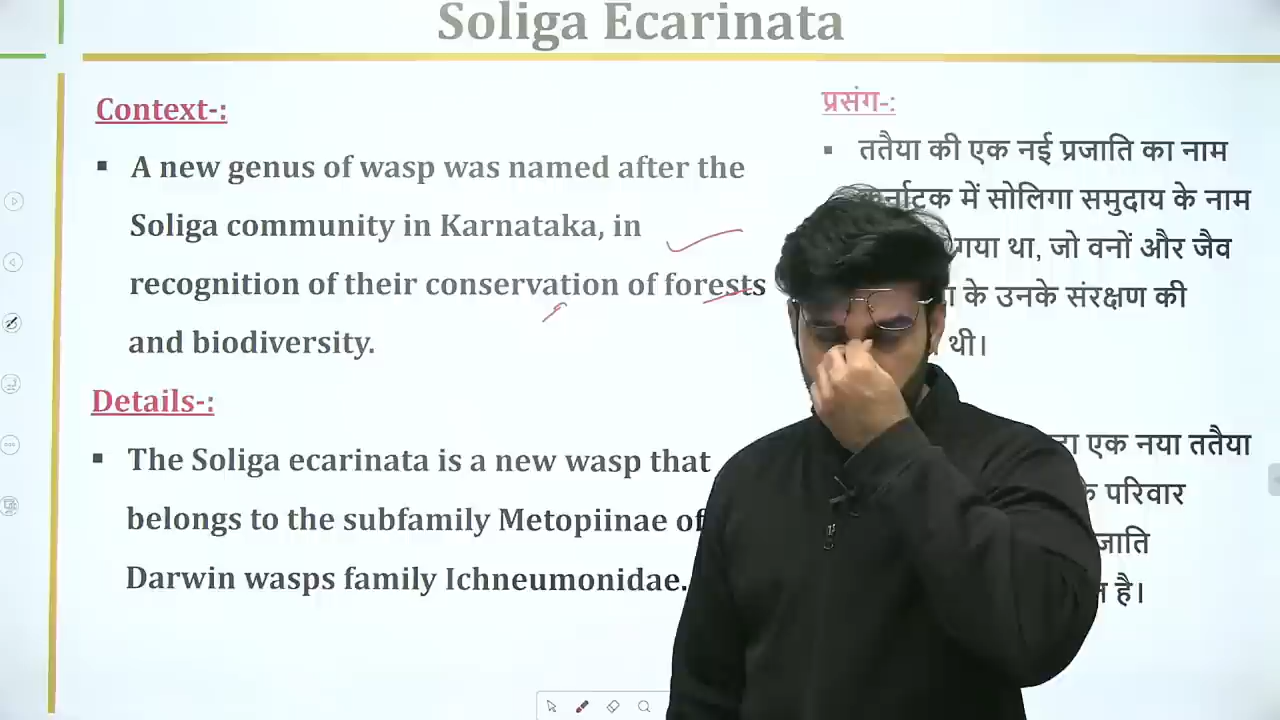 Soliga Ecarinata
Context-:
▪ A new genus of wasp was named after the
Soliga community in Karnataka, in
recognition of their conservation of forests
and biodiversity.
Details-:
▪ The Soliga ecarinata is a new wasp that
belongs to the subfamily Metopiinae of
Darwin wasps family Ichneumonidae.
प्रसंग-:
▪ ततैया की एक नई प्रजाति का नाम
कर्नाटक में सोलिगा समुदाय के नाम
गया था, जो वनों और जैव
के उनके संरक्षण की
थी।
एक नया ततैया
परिवार
है।